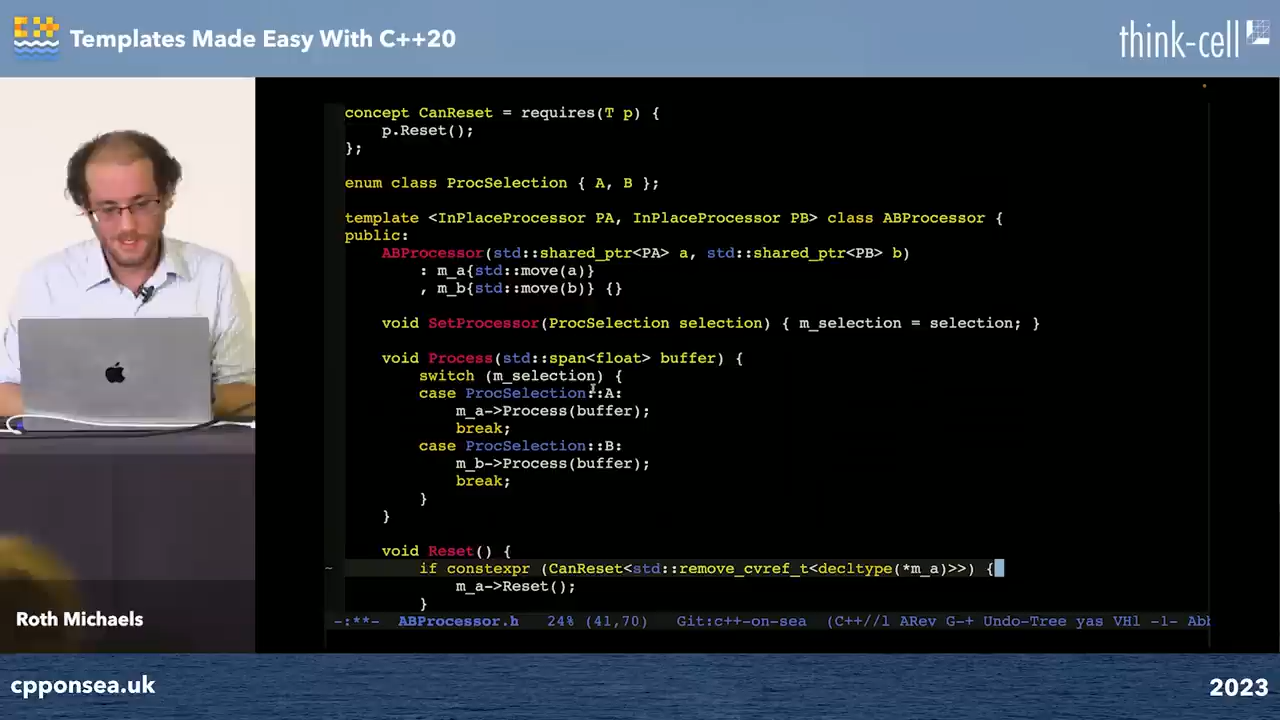 Templates Made Easy With C++20
think-cell
concept CanReset = requires(T p) {
p.Reset();
};
enum class ProcSelection { A, B };
template <InPlaceProcessor PA, InPlaceProcessor PB> class ABProcessor {
public:
ABProcessor(std::shared_ptr<PA> a, std::shared_ptr<PB> b)
: m_a{std::move(a)}
, m_b{std::move(b)} {}
void SetProcessor(ProcSelection selection) { m_selection = selection; }
void Process(std::span<float> buffer) {
switch (m_selection) {
case ProcSelection::A:
m_a->Process(buffer);
break;
case ProcSelection::B:
m_b->Process(buffer);
break;
}
}
void Reset() {
~ if constexpr (CanReset<std::remove_cvref_t<decltype(*m_a)>>) {
m_a->Reset();
}
-:**- ABProcessor.h 24% (41,70) Git:c++-on-sea (C++//l ARev G-+ Undo-Tree yas VHl -1- Abb
Roth Michaels
cpponsea.uk
2023